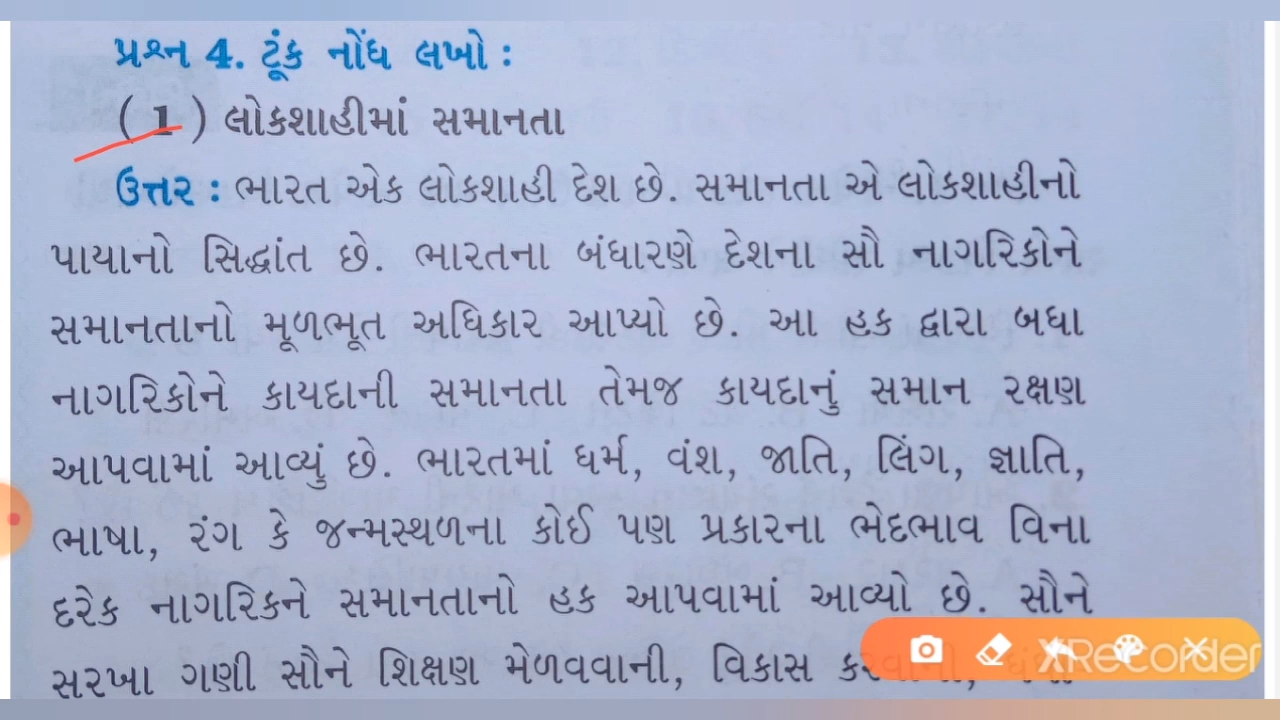 પ્રશ્ન 4. ટૂંક નોંધ લખો :
( 1 ) લોકશાહીમાં સમાનતા
ઉત્તર : ભારત એક લોકશાહી દેશ છે. સમાનતા એ લોકશાહીનો
પાયાનો સિદ્ધાંત છે. ભારતના બંધારણે દેશના સૌ નાગરિકોને
સમાનતાનો મૂળભૂત અધિકાર આપ્યો છે. આ હક દ્વારા બધા
નાગરિકોને કાયદાની સમાનતા તેમજ કાયદાનું સમાન રક્ષણ
આપવામાં આવ્યું છે. ભારતમાં ધર્મ, વંશ, જાતિ, લિંગ, જ્ઞાતિ,
ભાષા, રંગ કે જન્મસ્થળના કોઈ પણ પ્રકારના ભેદભાવ વિના
દરેક નાગરિકને સમાનતાનો હક આપવામાં આવ્યો છે. સૌને
સરખા ગણી સૌને શિક્ષણ મેળવવાની, વિકાસ
XRecorder